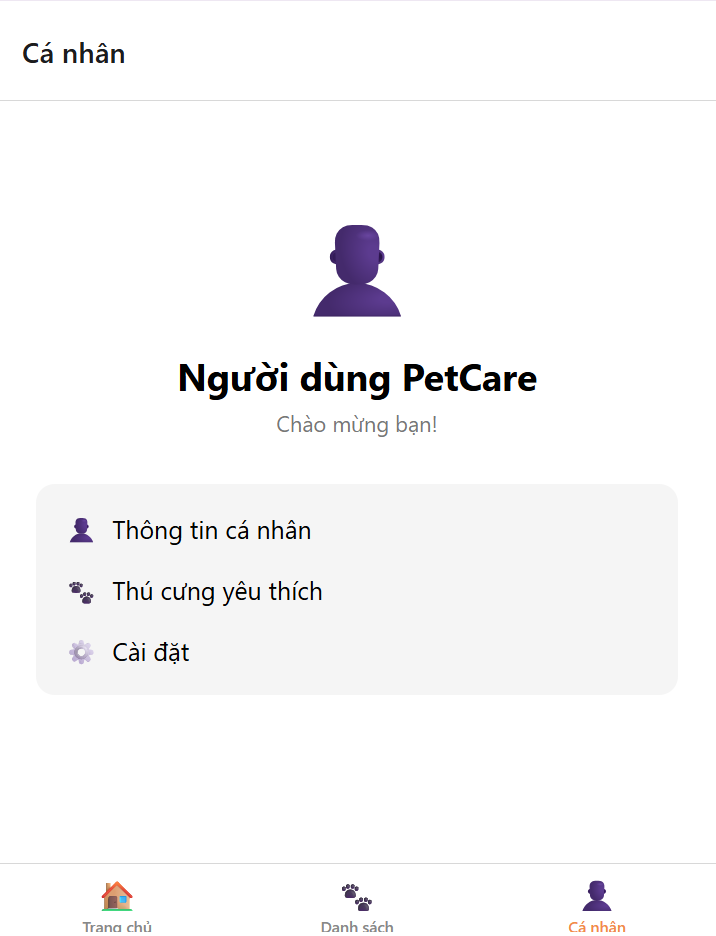 Cá nhân
Người dùng PetCare
Chào mừng bạn!
Thông tin cá nhân
Thú cưng yêu thích
Cài đặt
Trang chủ
Danh sách
Cá nhân